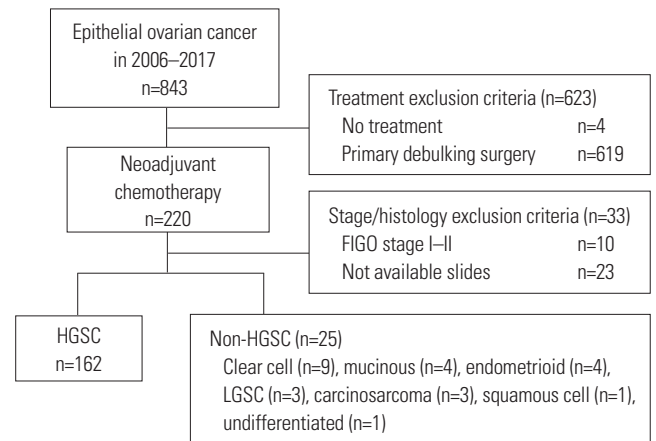 Epithelial ovarian cancer
in 2006–2017
n=843
Treatment exclusion criteria (n=623)
No treatment n=4
Primary debulking surgery n=619
Neoadjuvant
chemotherapy
n=220
Stage/histology exclusion criteria (n=33)
FIGO stage I–II n=10
Not available slides n=23
HGSC
n=162
Non-HGSC (n=25)
Clear cell (n=9), mucinous (n=4), endometrioid (n=4),
LGSC (n=3), carcinosarcoma (n=3), squamous cell (n=1),
undifferentiated (n=1)